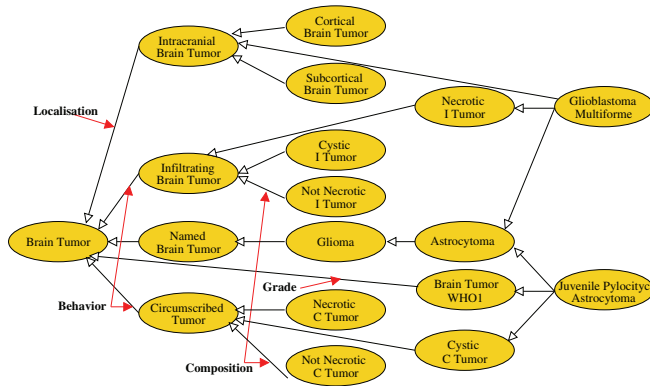 Cortical
Brain Tumor
Intracranial
Brain Tumor
Subcortical
Brain Tumor
Localisation
Necrotic
I Tumor
Glioblastoma
Multiforme
Cystic
I Tumor
Infiltrating
Brain Tumor
Not Necrotic
I Tumor
Brain Tumor
Named
Brain Tumor
Glioma
Astrocytoma
Grade
Brain Tumor
WHO1
Juvenile Pylocityc
Astrocytoma
Behavior
Circumscribed
Tumor
Necrotic
C Tumor
Cystic
C Tumor
Composition
Not Necrotic
C Tumor